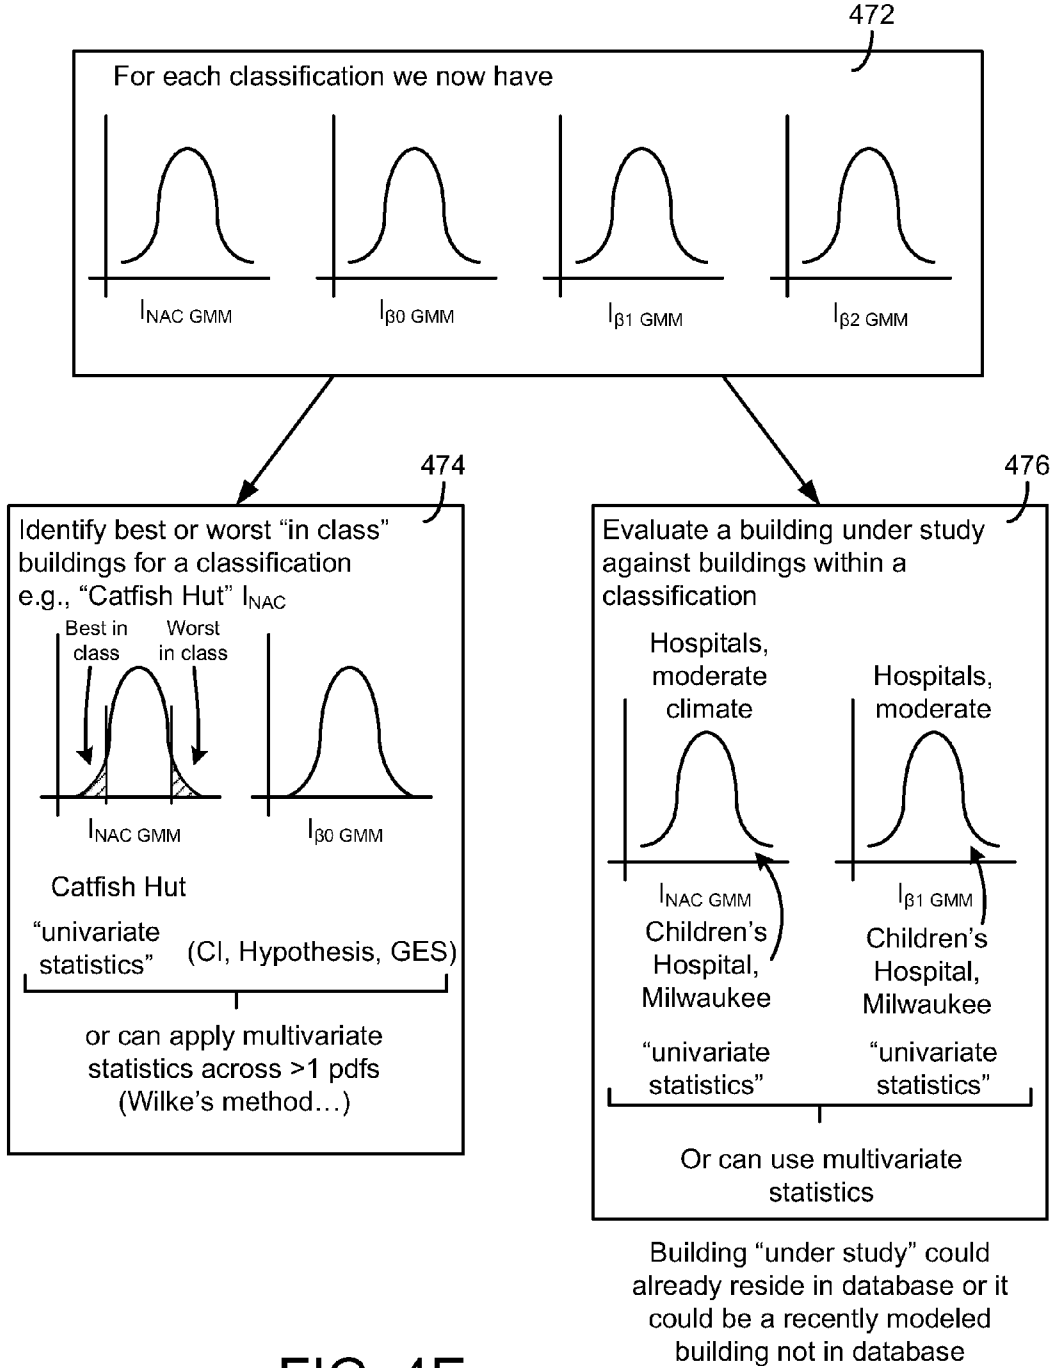 472
For each classification we now have
I_NAC GMM
I_β0 GMM
I_β1 GMM
I_β2 GMM
474
Identify best or worst “in class”
buildings for a classification
e.g., “Catfish Hut” I_NAC
Best in
class
Worst
in class
I_NAC GMM
I_β0 GMM
Catfish Hut
“univariate
statistics”
(CI, Hypothesis, GES)
or can apply multivariate
statistics across >1 pdfs
(Wilke’s method…)
476
Evaluate a building under study
against buildings within a
classification
Hospitals,
moderate
climate
Hospitals,
moderate
I_NAC GMM
I_β1 GMM
Children’s
Hospital,
Milwaukee
Children’s
Hospital,
Milwaukee
“univariate
statistics”
“univariate
statistics”
Or can use multivariate
statistics
Building “under study” could
already reside in database or it
could be a recently modeled
building not in database